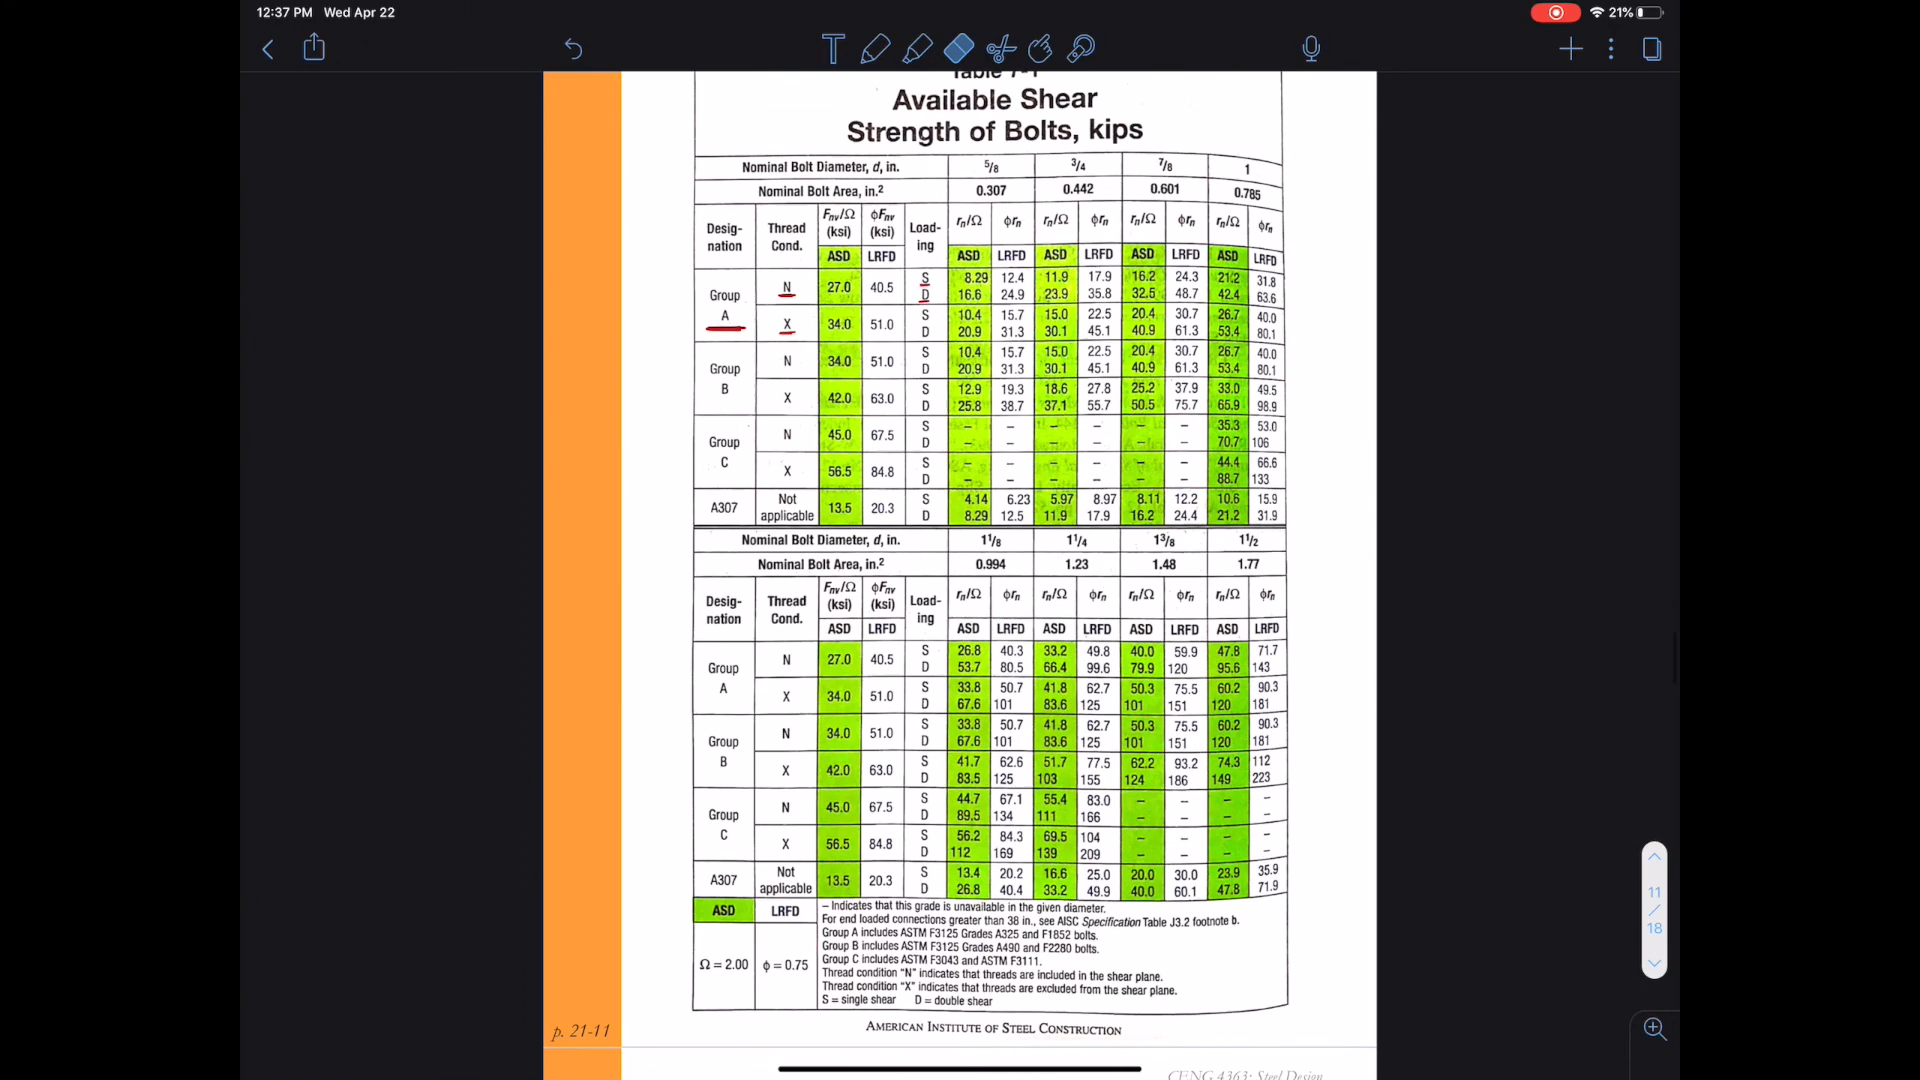 12:37 PM Wed Apr 22
21%
Table 7-1
Available Shear
Strength of Bolts, kips
Nominal Bolt Diameter, d, in. 5/8 3/4 7/8 1
Nominal Bolt Area, in.² 0.307 0.442 0.601 0.785
Desig-nation Thread Cond. Fnv/Ω (ksi) ϕFnv (ksi) Load-ing rn/Ω ϕrn rn/Ω ϕrn rn/Ω ϕrn rn/Ω ϕrn
ASD LRFD ASD LRFD ASD LRFD ASD LRFD ASD LRFD
Group A N 27.0 40.5 S 8.29 12.4 11.9 17.9 16.2 24.3 21.2 31.8
D 16.6 24.9 23.9 35.8 32.5 48.7 42.4 63.6
X 34.0 51.0 S 10.4 15.7 15.0 22.5 20.4 30.7 26.7 40.0
D 20.9 31.3 30.1 45.1 40.9 61.3 53.4 80.1
Group B N 34.0 51.0 S 10.4 15.7 15.0 22.5 20.4 30.7 26.7 40.0
D 20.9 31.3 30.1 45.1 40.9 61.3 53.4 80.1
X 42.0 63.0 S 12.9 19.3 18.6 27.8 25.2 37.9 33.0 49.5
D 25.8 38.7 37.1 55.7 50.5 75.7 65.9 98.9
Group C N 45.0 67.5 S – – – – – – 35.3 53.0
D – – – – – – 70.7 106
X 56.5 84.8 S – – – – – – 44.4 66.6
D – – – – – – 88.7 133
A307 Not applicable 13.5 20.3 S 4.14 6.23 5.97 8.97 8.11 12.2 10.6 15.9
D 8.29 12.5 11.9 17.9 16.2 24.4 21.2 31.9
Nominal Bolt Diameter, d, in. 1 1/8 1 1/4 1 3/8 1 1/2
Nominal Bolt Area, in.² 0.994 1.23 1.48 1.77
Desig-nation Thread Cond. Fnv/Ω (ksi) ϕFnv (ksi) Load-ing rn/Ω ϕrn rn/Ω ϕrn rn/Ω ϕrn rn/Ω ϕrn
ASD LRFD ASD LRFD ASD LRFD ASD LRFD ASD LRFD
Group A N 27.0 40.5 S 26.8 40.3 33.2 49.8 40.0 59.9 47.8 71.7
D 53.7 80.5 66.4 99.6 79.9 120 95.6 143
X 34.0 51.0 S 33.8 50.7 41.8 62.7 50.3 75.5 60.2 90.3
D 67.6 101 83.6 125 101 151 120 181
Group B N 34.0 51.0 S 33.8 50.7 41.8 62.7 50.3 75.5 60.2 90.3
D 67.6 101 83.6 125 101 151 120 181
X 42.0 63.0 S 41.7 62.6 51.7 77.5 62.2 93.2 74.3 112
D 83.5 125 103 155 124 186 149 223
Group C N 45.0 67.5 S 44.7 67.1 55.4 83.0 – – – –
D 89.5 134 111 166 – – – –
X 56.5 84.8 S 56.2 84.3 69.5 104 – – – –
D 112 169 139 209 – – – –
A307 Not applicable 13.5 20.3 S 13.4 20.2 16.6 25.0 20.0 30.0 23.9 35.9
D 26.8 40.4 33.2 49.9 40.0 60.1 47.8 71.9
ASD LRFD
Ω = 2.00 ϕ = 0.75
– Indicates that this grade is unavailable in the given diameter.
For end loaded connections greater than 38 in., see AISC Specification Table J3.2 footnote b.
Group A includes ASTM F3125 Grades A325 and F1852 bolts.
Group B includes ASTM F3125 Grades A490 and F2280 bolts.
Group C includes ASTM F3043 and ASTM F3111.
Thread condition "N" indicates that threads are included in the shear plane.
Thread condition "X" indicates that threads are excluded from the shear plane.
S = single shear D = double shear
AMERICAN INSTITUTE OF STEEL CONSTRUCTION
p. 21-11
CENG 4363: Steel Design
11
/
18